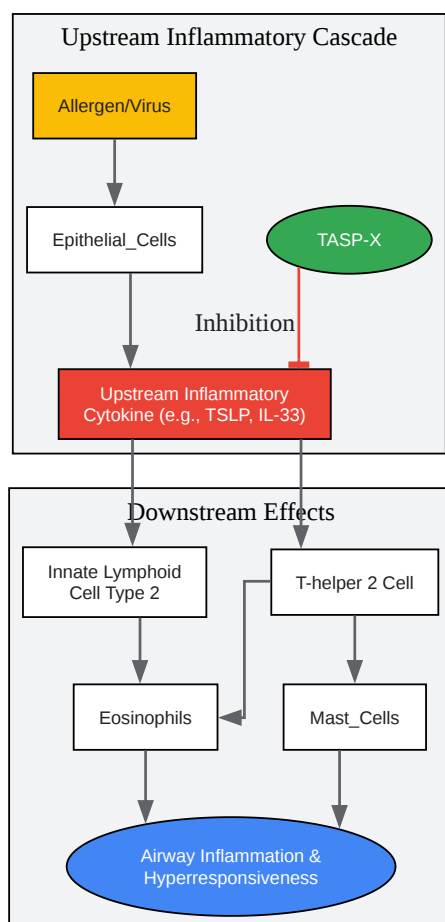 Upstream Inflammatory Cascade
Allergen/Virus
Epithelial_Cells
TASP-X
Inhibition
Upstream Inflammatory
Cytokine (e.g., TSLP, IL-33)
Downstream Effects
Innate Lymphoid
Cell Type 2
T-helper 2 Cell
Eosinophils
Mast_Cells
Airway Inflammation &
Hyperresponsiveness